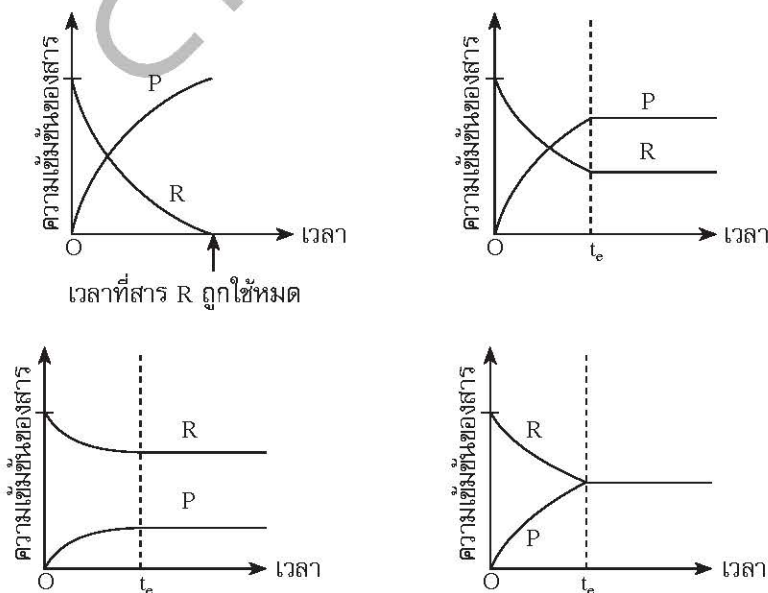 ความเข้มข้นของสาร
P
R
O
เวลา
เวลาที่สาร R ถูกใช้หมด
ความเข้มข้นของสาร
P
R
O
tₑ
เวลา
ความเข้มข้นของสาร
R
P
O
tₑ
เวลา
ความเข้มข้นของสาร
R
P
O
tₑ
เวลา